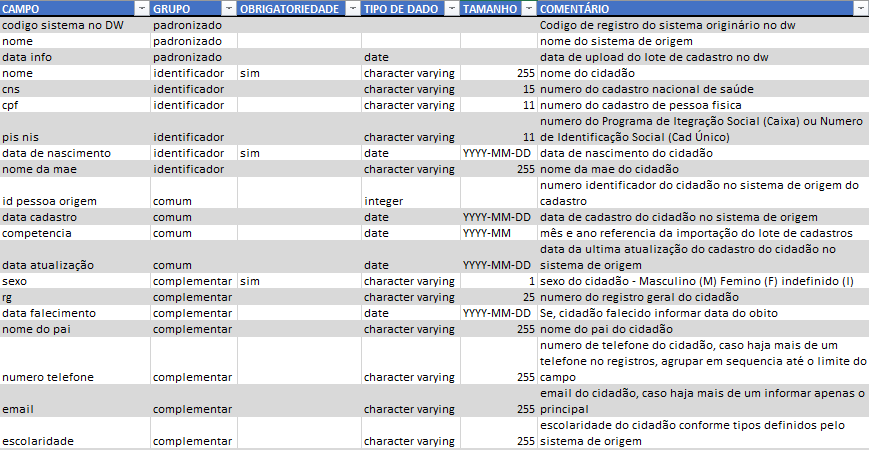 CAMPO GRUPO OBRIGATORIEDADE TIPO DE DADO TAMANHO COMENTÁRIO
codigo sistema no DW padronizado Codigo de registro do sistema originário no dw
nome padronizado nome do sistema de origem
data info padronizado date data de upload do lote de cadastro no dw
nome identificador sim character varying 255 nome do cidadão
cns identificador character varying 15 numero do cadastro nacional de saúde
cpf identificador character varying 11 numero do cadastro de pessoa fisica
numero do Programa de Itegração Social (Caixa) ou Numero
pis nis identificador character varying 11 de Identificação Social (Cad Único)
data de nascimento identificador sim date YYYY-MM-DD data de nascimento do cidadão
nome da mae identificador character varying 255 nome da mae do cidadão
numero identificador do cidadão no sistema de origem do
id pessoa origem comum integer cadastro
data cadastro comum date YYYY-MM-DD data de cadastro do cidadão no sistema de origem
competencia comum date YYYY-MM mês e ano referencia da importação do lote de cadastros
data da ultima atualização do cadastro do cidadão no
data atualização comum date YYYY-MM-DD sistema de origem
sexo complementar sim character varying 1 sexo do cidadão - Masculino (M) Femino (F) indefinido (I)
rg complementar character varying 25 numero do registro geral do cidadão
data falecimento complementar date YYYY-MM-DD Se, cidadão falecido informar data do obito
nome do pai complementar character varying 255 nome do pai do cidadão
numero de telefone do cidadão, caso haja mais de um
telefone no registros, agrupar em sequencia até o limite do
numero telefone complementar character varying 255 campo
email do cidadão, caso haja mais de um informar apenas o
email complementar character varying 255 principal
escolaridade do cidadão conforme tipos definidos pelo
escolaridade complementar character varying 255 sistema de origem